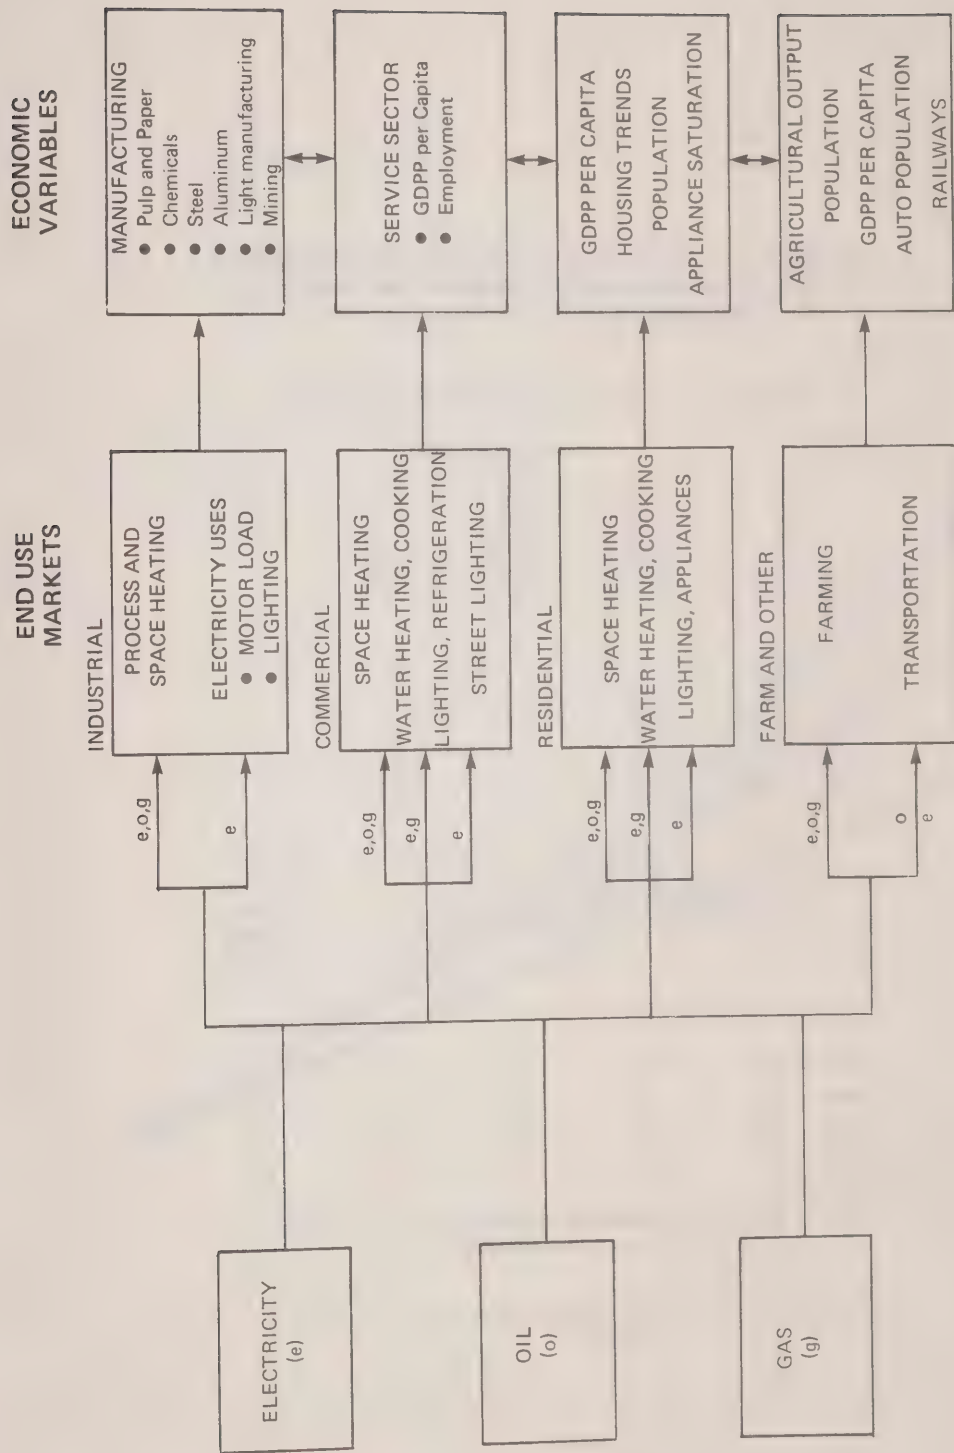 ELECTRICITY
(e)
OIL
(o)
GAS
(g)
END USE
MARKETS
INDUSTRIAL
e,o,g
e
PROCESS AND
SPACE HEATING
ELECTRICITY USES
● MOTOR LOAD
● LIGHTING
COMMERCIAL
e,o,g
e,g
e
SPACE HEATING
WATER HEATING, COOKING
LIGHTING, REFRIGERATION
STREET LIGHTING
RESIDENTIAL
e,o,g
e,g
e
SPACE HEATING
WATER HEATING, COOKING
LIGHTING, APPLIANCES
FARM AND OTHER
e,o,g
o
e
FARMING
TRANSPORTATION
ECONOMIC
VARIABLES
MANUFACTURING
● Pulp and Paper
● Chemicals
● Steel
● Aluminum
● Light manufacturing
● Mining
SERVICE SECTOR
● GDPP per Capita
● Employment
GDPP PER CAPITA
HOUSING TRENDS
POPULATION
APPLIANCE SATURATION
AGRICULTURAL OUTPUT
POPULATION
GDPP PER CAPITA
AUTO POPULATION
RAILWAYS